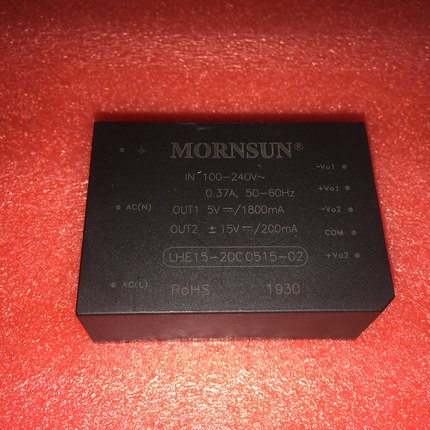 MORNSUN®
IN 100-240V~
0.37A, 50-60Hz
OUT1 5V⎓/1800mA
OUT2 ±15V⎓/200mA
LHE15-20C0515-02
RoHS 1930
AC(N)
AC(L)
-Vo1
+Vo1
-Vo2
COM
+Vo2